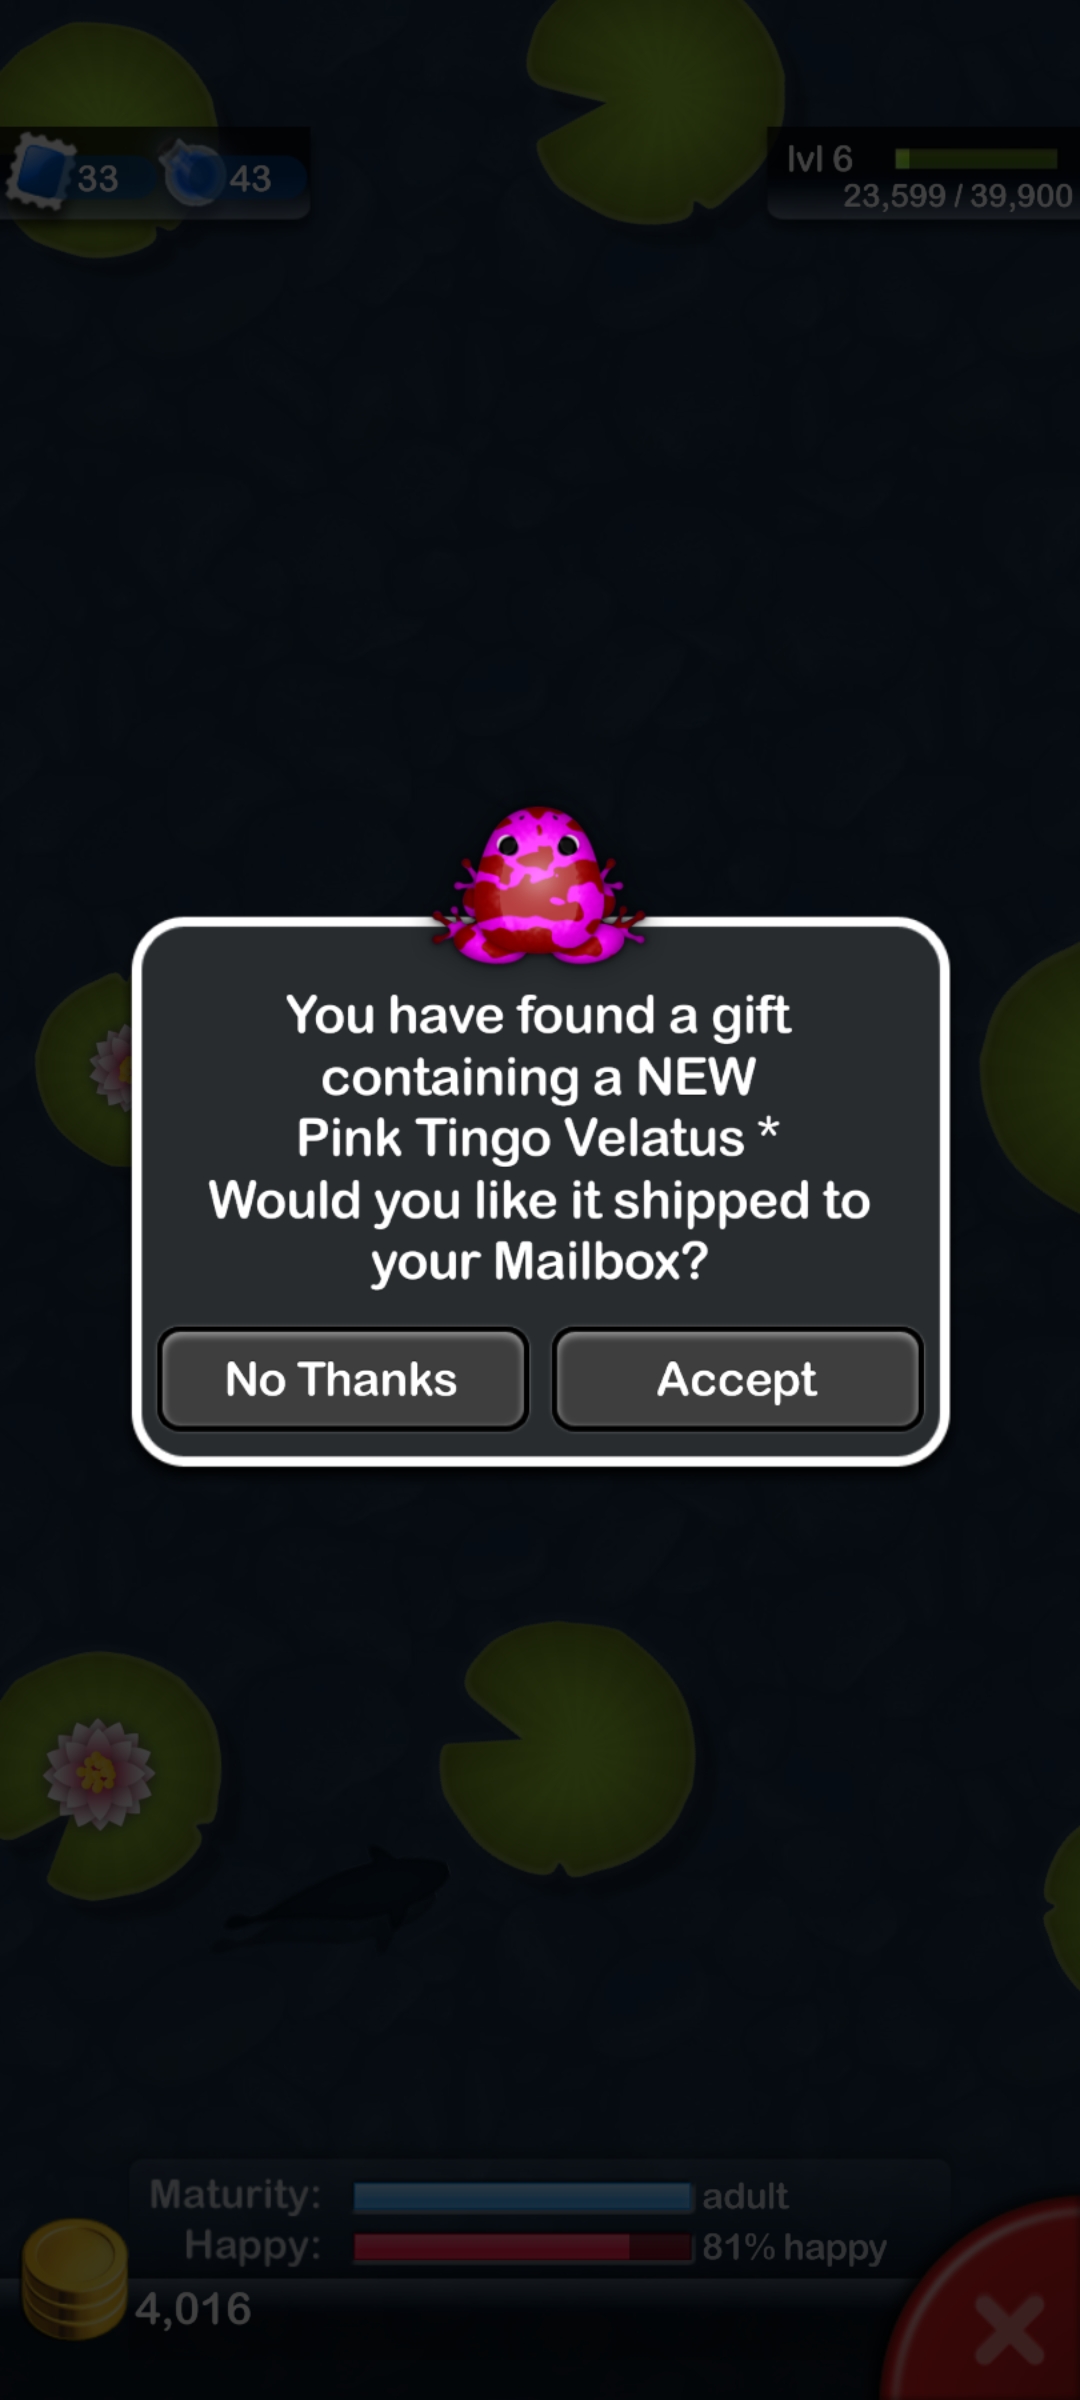 33
43
lvl 6
23,599 / 39,900
You have found a gift
containing a NEW
Pink Tingo Velatus *
Would you like it shipped to
your Mailbox?
No Thanks
Accept
Maturity:
adult
Happy:
81% happy
4,016